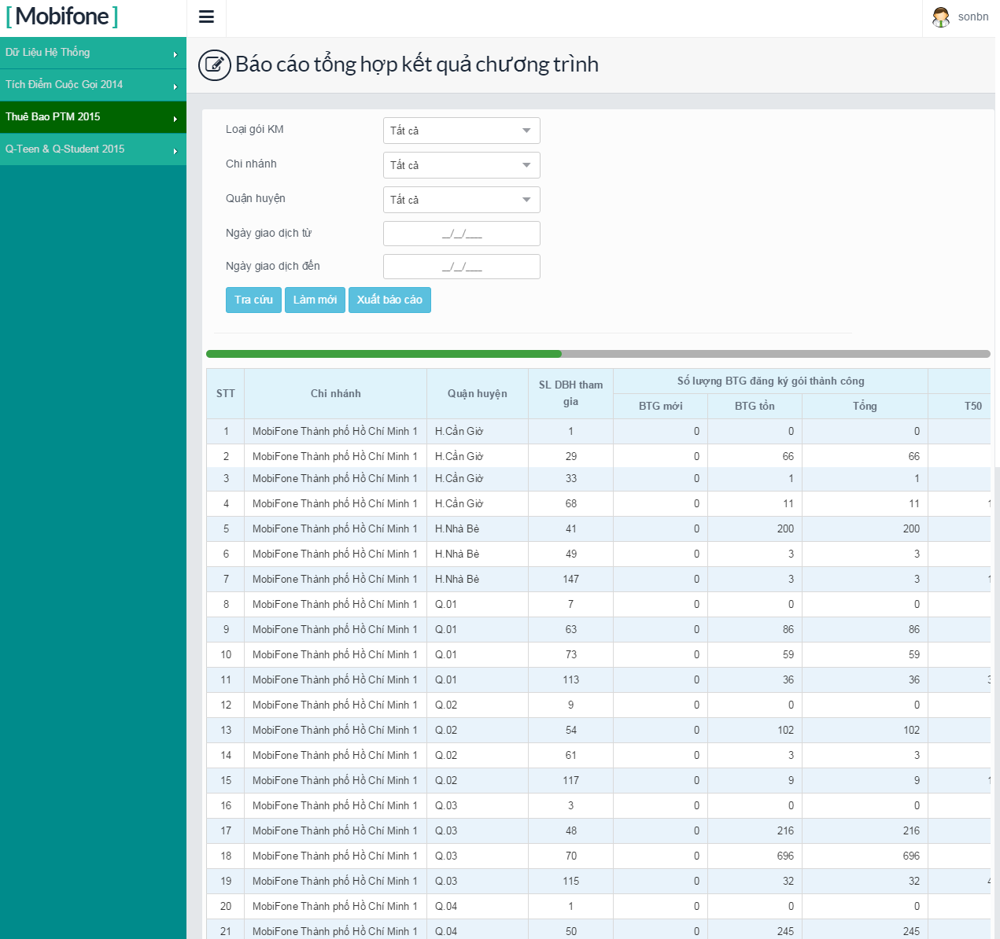 [ Mobifone ]
sonbn
Dữ Liệu Hệ Thống
Tích Điểm Cuộc Gọi 2014
Thuê Bao PTM 2015
Q-Teen & Q-Student 2015
Báo cáo tổng hợp kết quả chương trình
Loại gói KM Tất cả
Chi nhánh Tất cả
Quận huyện Tất cả
Ngày giao dịch từ __/__/____
Ngày giao dịch đến __/__/____
Tra cứu Làm mới Xuất báo cáo
STT Chi nhánh Quận huyện SL DBH tham gia Số lượng BTG đăng ký gói thành công
BTG mới BTG tồn Tổng T50
1 MobiFone Thành phố Hồ Chí Minh 1 H.Cần Giờ 1 0 0 0
2 MobiFone Thành phố Hồ Chí Minh 1 H.Cần Giờ 29 0 66 66
3 MobiFone Thành phố Hồ Chí Minh 1 H.Cần Giờ 33 0 1 1
4 MobiFone Thành phố Hồ Chí Minh 1 H.Cần Giờ 68 0 11 11
5 MobiFone Thành phố Hồ Chí Minh 1 H.Nhà Bè 41 0 200 200
6 MobiFone Thành phố Hồ Chí Minh 1 H.Nhà Bè 49 0 3 3
7 MobiFone Thành phố Hồ Chí Minh 1 H.Nhà Bè 147 0 3 3
8 MobiFone Thành phố Hồ Chí Minh 1 Q.01 7 0 0 0
9 MobiFone Thành phố Hồ Chí Minh 1 Q.01 63 0 86 86
10 MobiFone Thành phố Hồ Chí Minh 1 Q.01 73 0 59 59
11 MobiFone Thành phố Hồ Chí Minh 1 Q.01 113 0 36 36
12 MobiFone Thành phố Hồ Chí Minh 1 Q.02 9 0 0 0
13 MobiFone Thành phố Hồ Chí Minh 1 Q.02 54 0 102 102
14 MobiFone Thành phố Hồ Chí Minh 1 Q.02 61 0 3 3
15 MobiFone Thành phố Hồ Chí Minh 1 Q.02 117 0 9 9
16 MobiFone Thành phố Hồ Chí Minh 1 Q.03 3 0 0 0
17 MobiFone Thành phố Hồ Chí Minh 1 Q.03 48 0 216 216
18 MobiFone Thành phố Hồ Chí Minh 1 Q.03 70 0 696 696
19 MobiFone Thành phố Hồ Chí Minh 1 Q.03 115 0 32 32
20 MobiFone Thành phố Hồ Chí Minh 1 Q.04 1 0 0 0
21 MobiFone Thành phố Hồ Chí Minh 1 Q.04 50 0 245 245